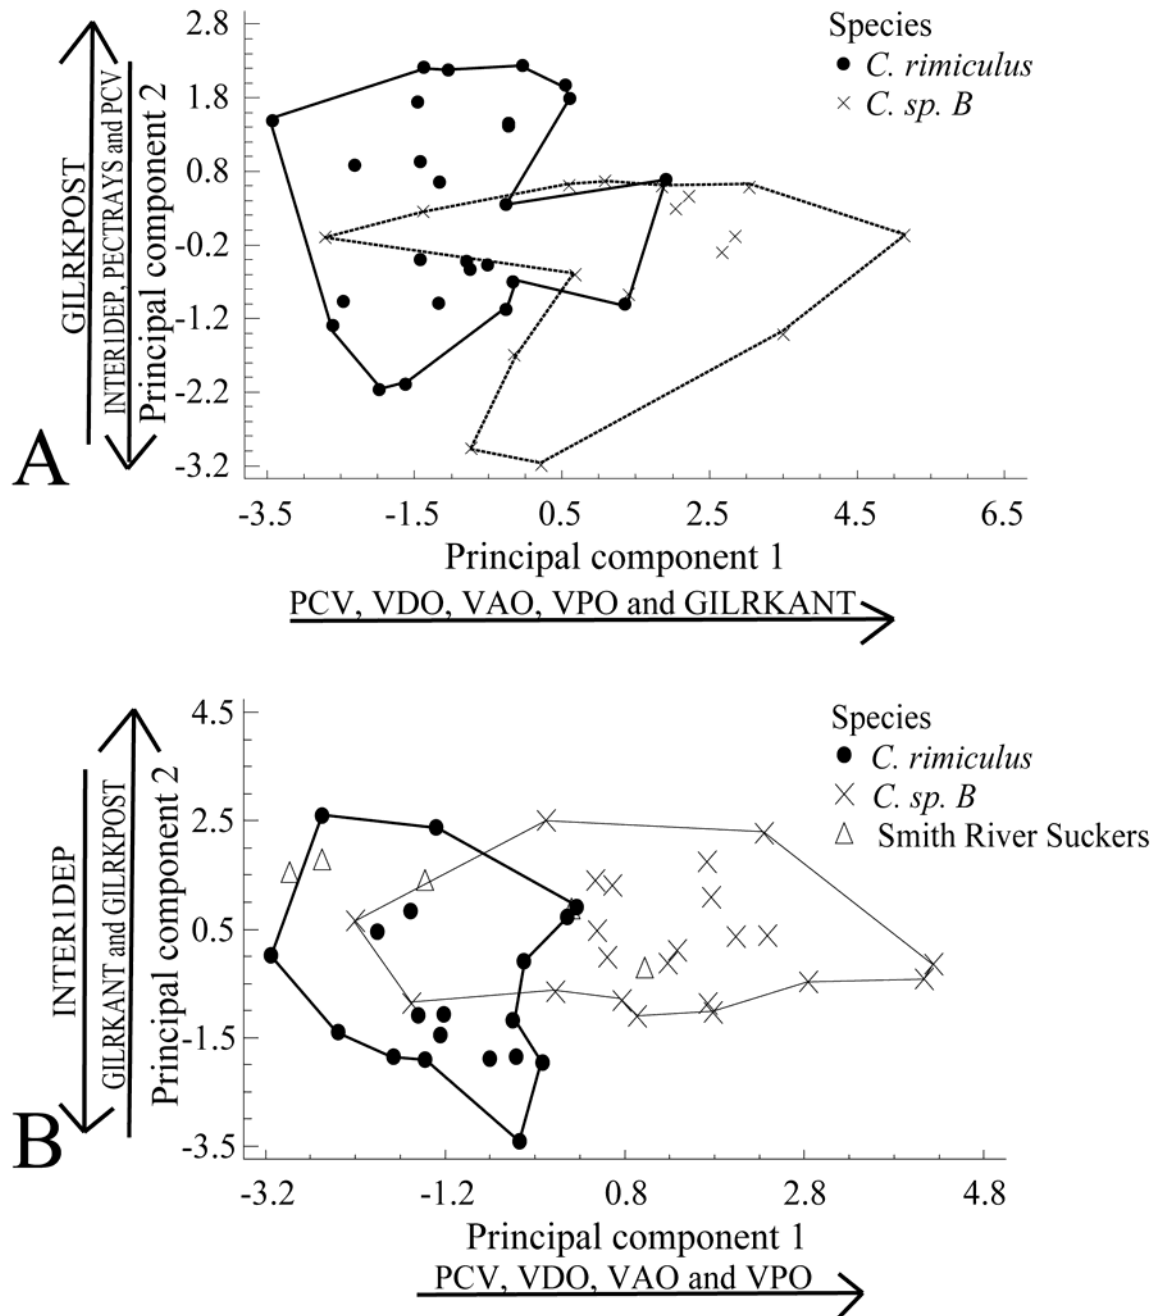 2.8
1.8
0.8
-0.2
-1.2
-2.2
-3.2
GILRKPOST
INTER1DEP, PECTRAYS and PCV
Principal component 2
A
Species
C. rimiculus
C. sp. B
-3.5 -1.5 0.5 2.5 4.5 6.5
Principal component 1
PCV, VDO, VAO, VPO and GILRKANT
4.5
2.5
0.5
-1.5
-3.5
INTER1DEP
GILRKANT and GILRKPOST
Principal component 2
B
Species
C. rimiculus
C. sp. B
Smith River Suckers
-3.2 -1.2 0.8 2.8 4.8
Principal component 1
PCV, VDO, VAO and VPO